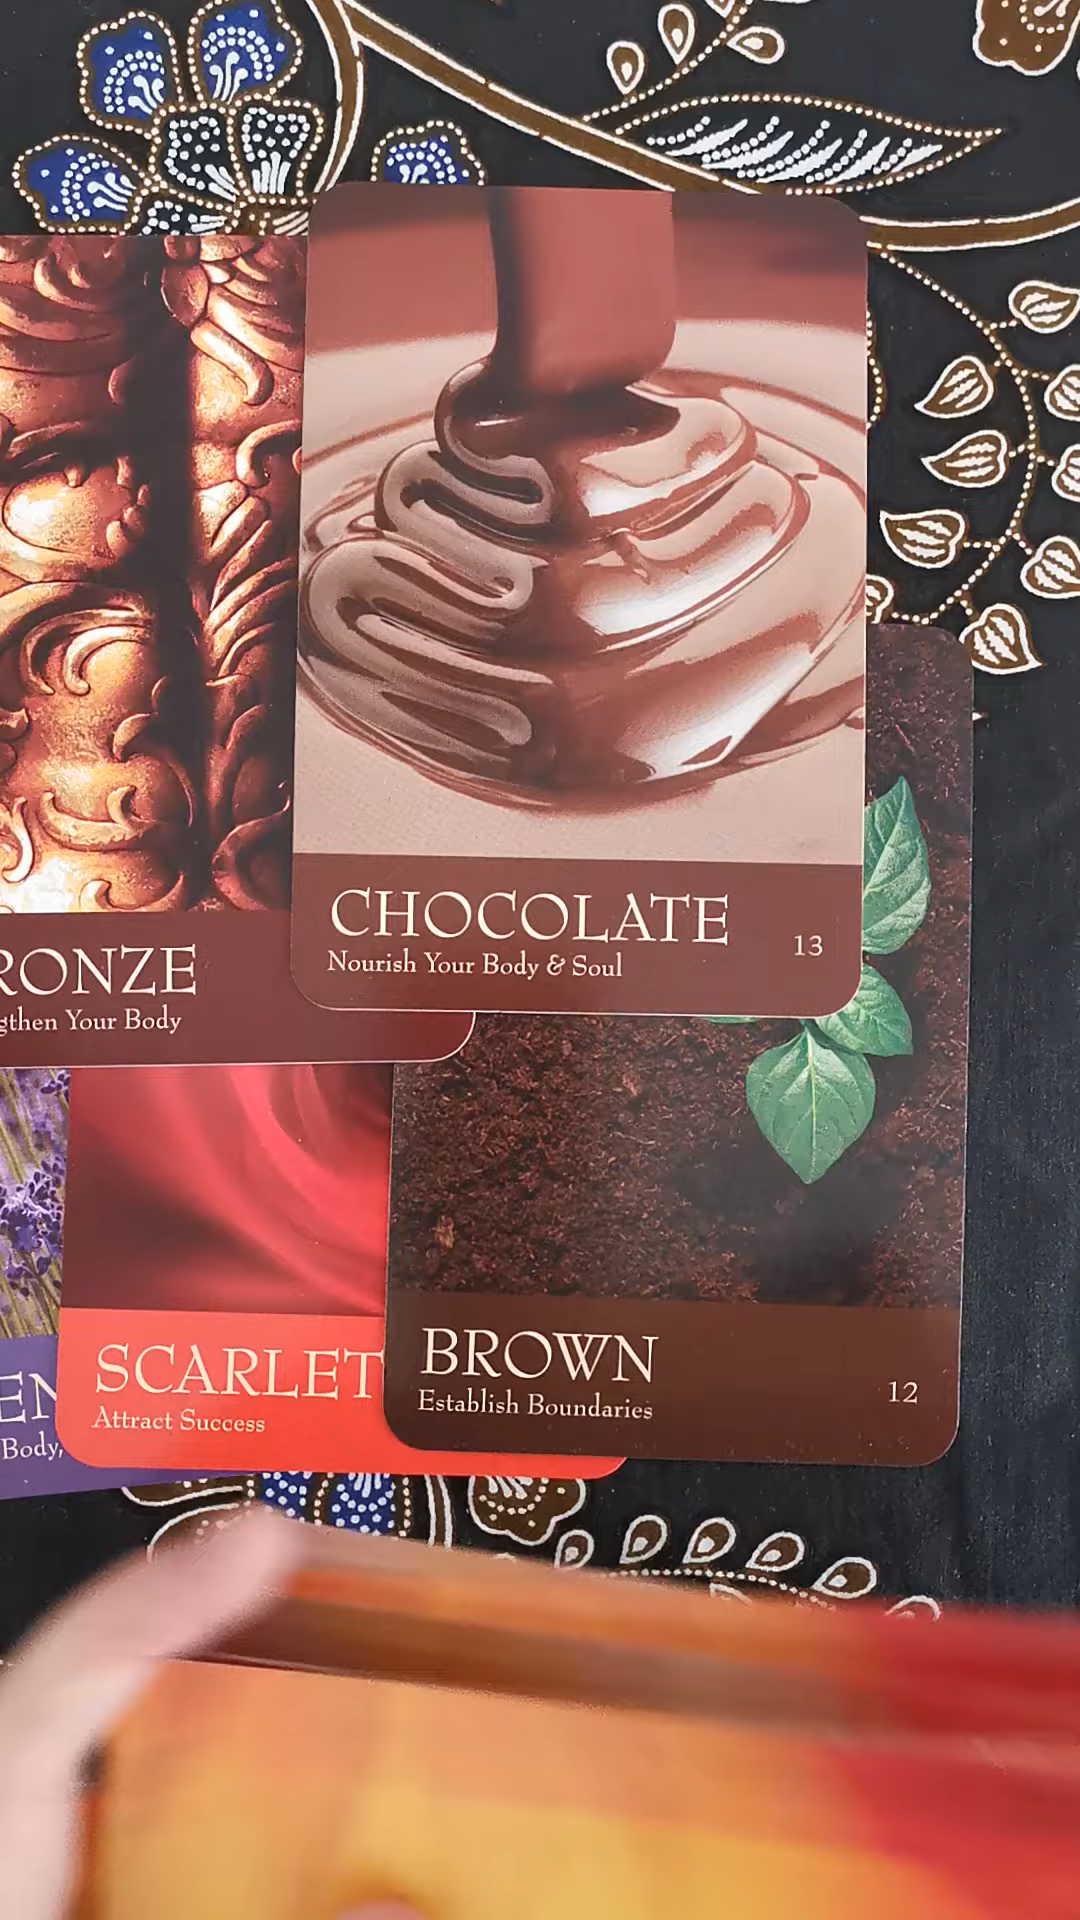 CHOCOLATE
Nourish Your Body & Soul
13
RONZE
gthen Your Body
BROWN
Establish Boundaries
12
SCARLET
Attract Success
EN
Body,